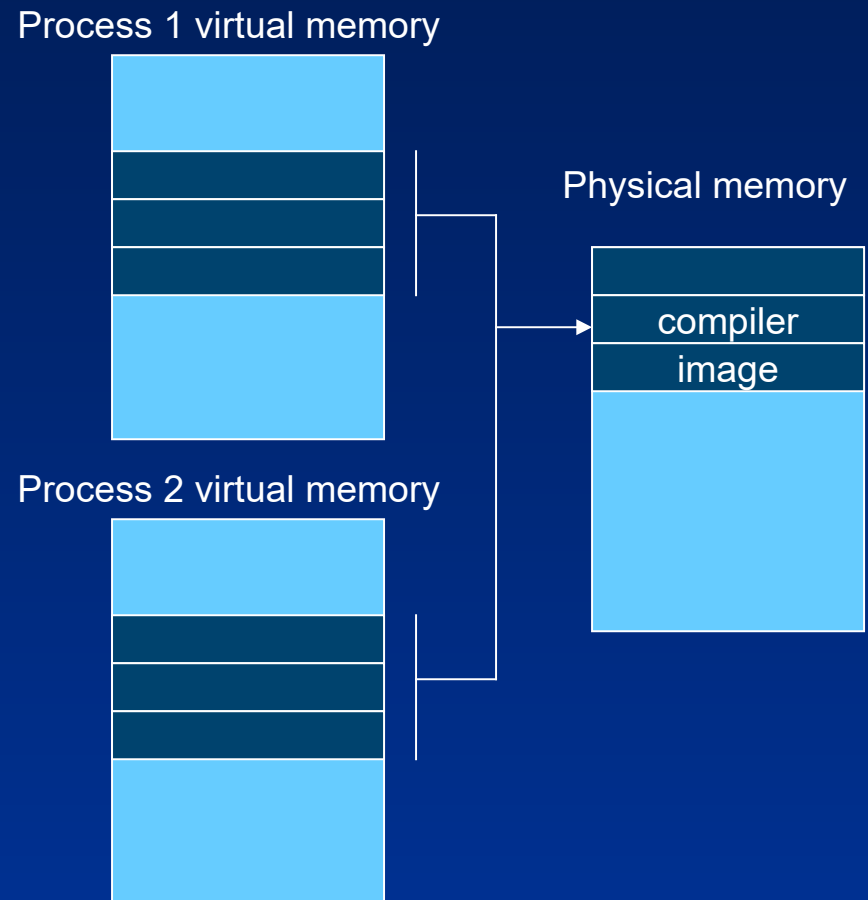 Process 1 virtual memory
Physical memory
compiler
image
Process 2 virtual memory